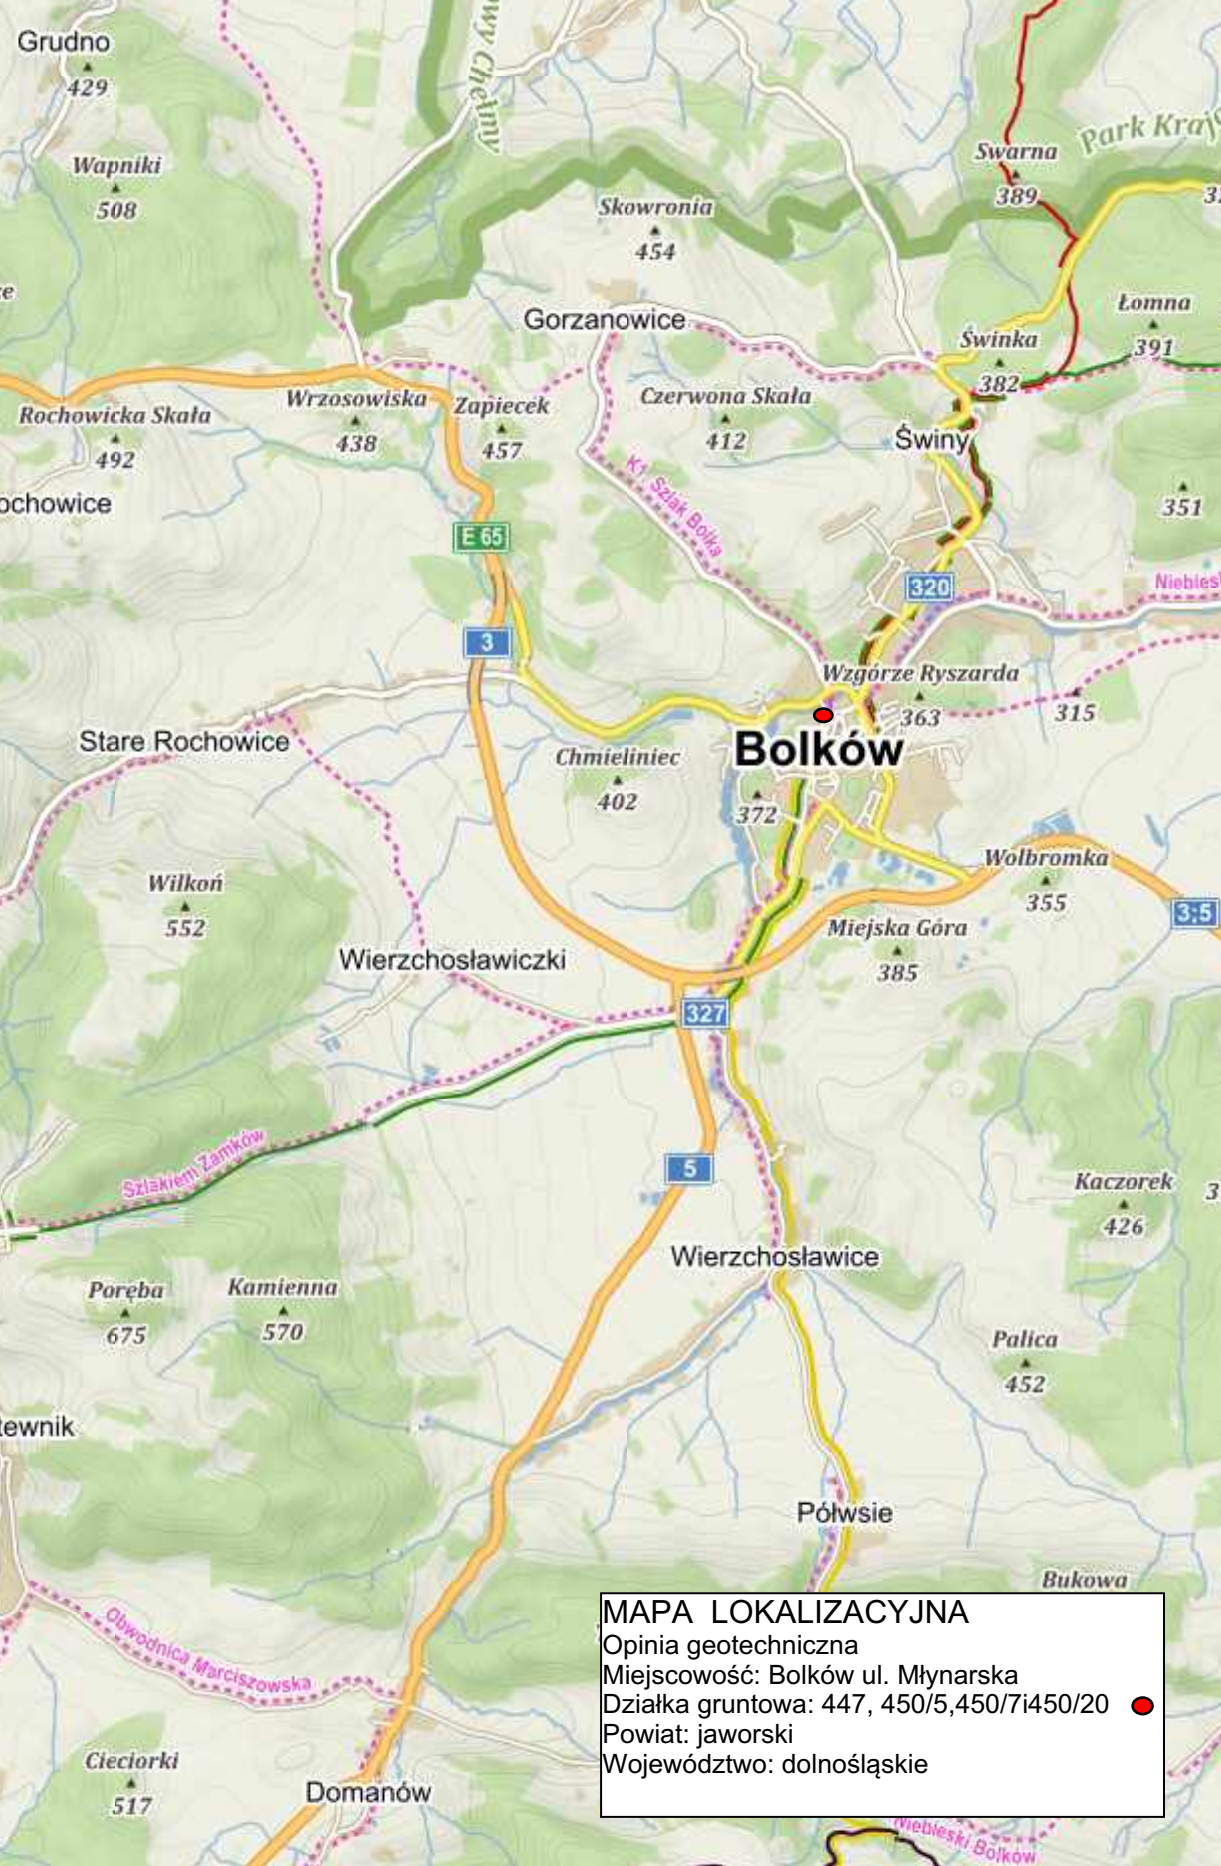 Grudno
429
owy Chełmy
Park Krajo
Swarna
389
Wapniki
508
Skowronia
454
Łomna
391
Gorzanowice
Świnka
382
Wrzosowiska
438
Zapiecek
457
Czerwona Skała
412
Rochowicka Skała
492
Świny
K1 Szlak Bolka
ochowice
351
E 65
320
Niebies
3
Wzgórze Ryszarda
363
315
Stare Rochowice
Bolków
Chmieliniec
402
372
Wolbromka
355
Wilkoń
552
3;5
Miejska Góra
385
Wierzchosławiczki
327
Szlakiem Zamków
5
Kaczorek
426
3
Wierzchosławice
Poręba
675
Kamienna
570
Palica
452
ewnik
Półwsie
Bukowa
Obwodnica Marciszowska
MAPA LOKALIZACYJNA
Opinia geotechniczna
Miejscowość: Bolków ul. Młynarska
Działka gruntowa: 447, 450/5,450/7i450/20
Powiat: jaworski
Województwo: dolnośląskie
Cieciorki
517
Domanów
Niebieski Bolków